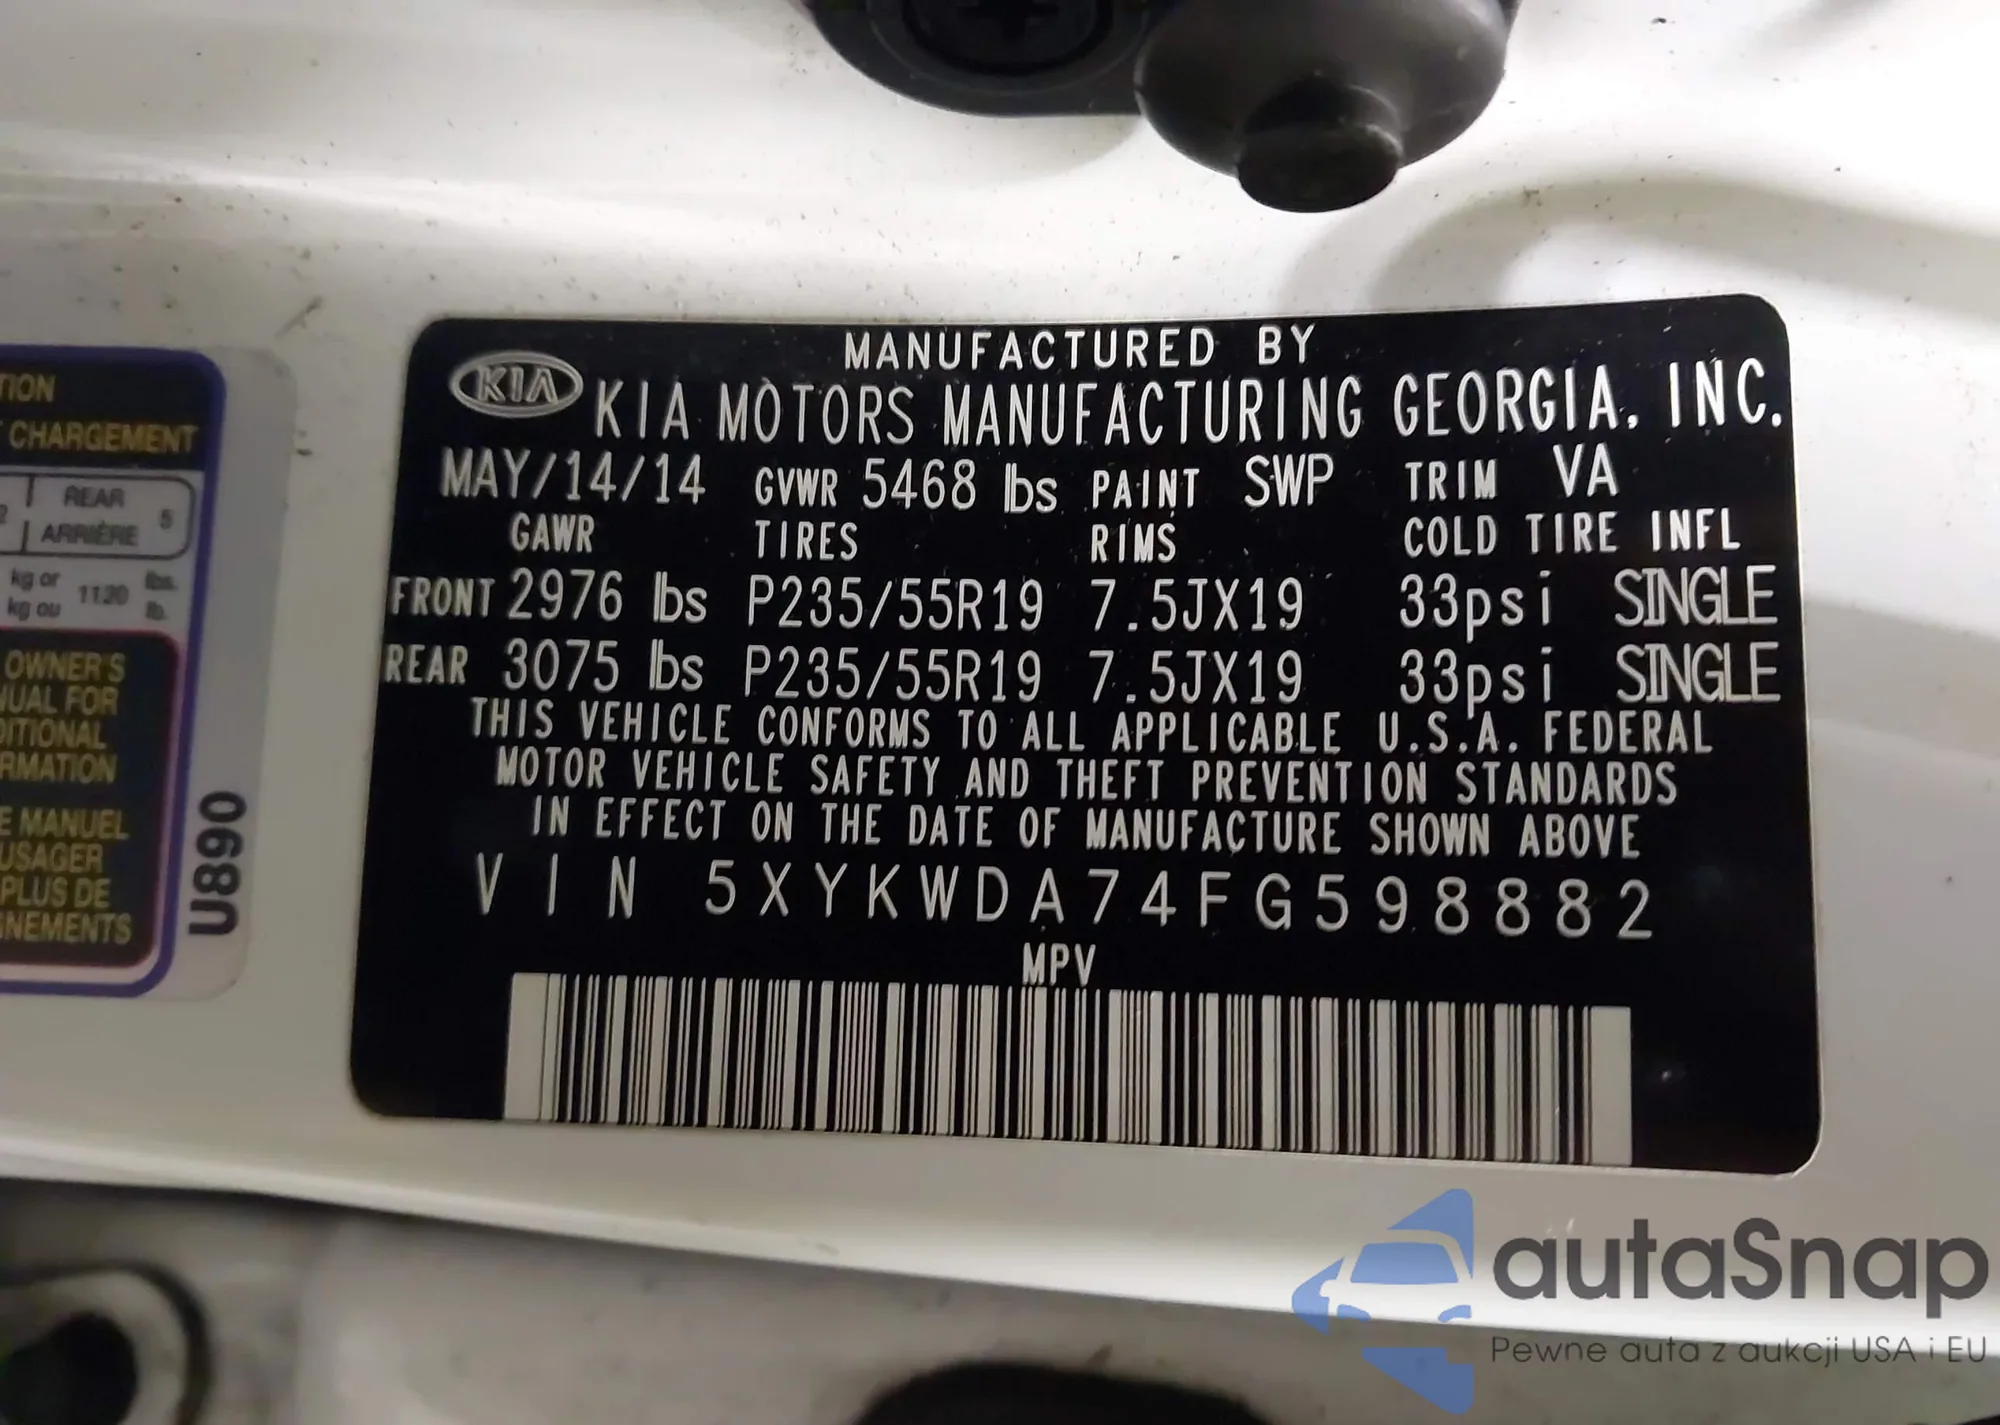 TION
CHARGEMENT
REAR
ARRIÈRE 5
kg or 1120 lbs.
kg ou lb.
OWNER'S
NUAL FOR
DITIONAL
RMATION
E MANUEL
USAGER
PLUS DE
GNEMENTS
U890
MANUFACTURED BY
KIA KIA MOTORS MANUFACTURING GEORGIA, INC.
MAY/14/14 GVWR 5468 lbs PAINT SWP TRIM VA
GAWR TIRES RIMS COLD TIRE INFL
FRONT 2976 lbs P235/55R19 7.5JX19 33psi SINGLE
REAR 3075 lbs P235/55R19 7.5JX19 33psi SINGLE
THIS VEHICLE CONFORMS TO ALL APPLICABLE U.S.A. FEDERAL
MOTOR VEHICLE SAFETY AND THEFT PREVENTION STANDARDS
IN EFFECT ON THE DATE OF MANUFACTURE SHOWN ABOVE
VIN 5XYKWDA74FG598882
MPV
autaSnap
Pewne auta z aukcji USA i EU